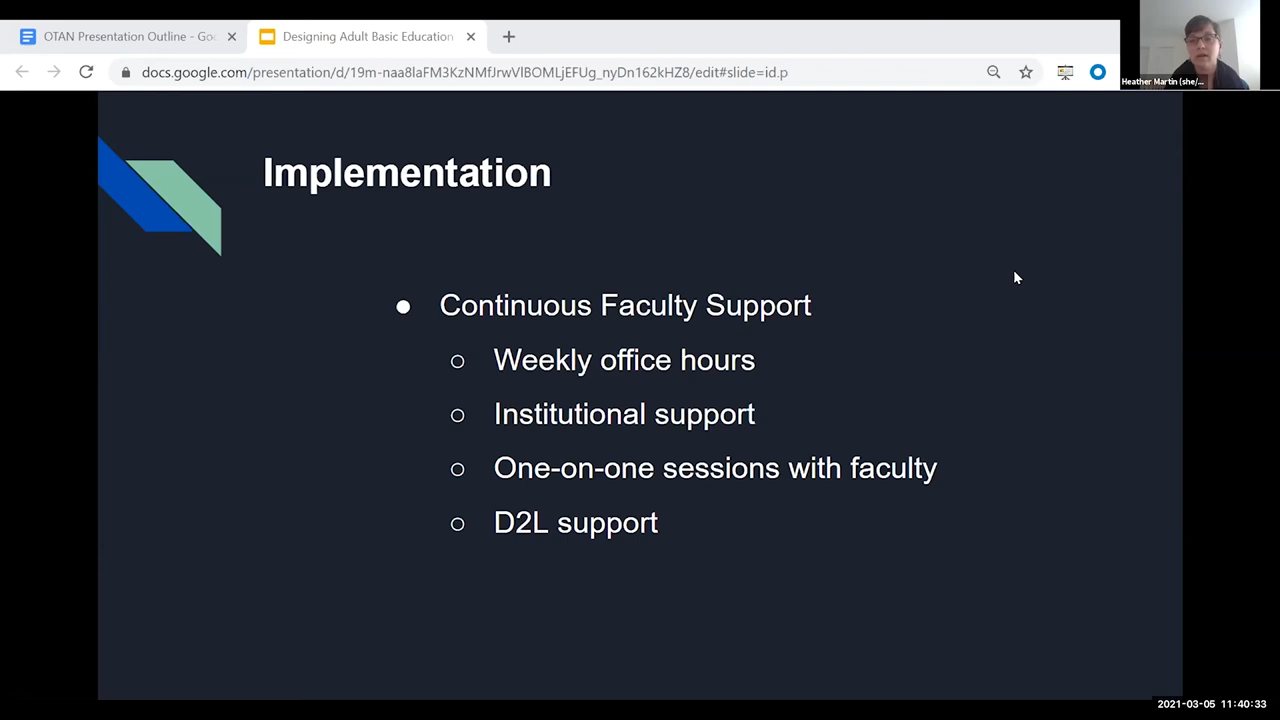 OTAN Presentation Outline - Goo
Designing Adult Basic Education
docs.google.com/presentation/d/19m-naa8laFM3KzNMfJrwVlBOMLjEFUg_nyDn162kHZ8/edit#slide=id.p
Heather Martin (she/...
Implementation
● Continuous Faculty Support
○ Weekly office hours
○ Institutional support
○ One-on-one sessions with faculty
○ D2L support
2021-03-05 11:40:33